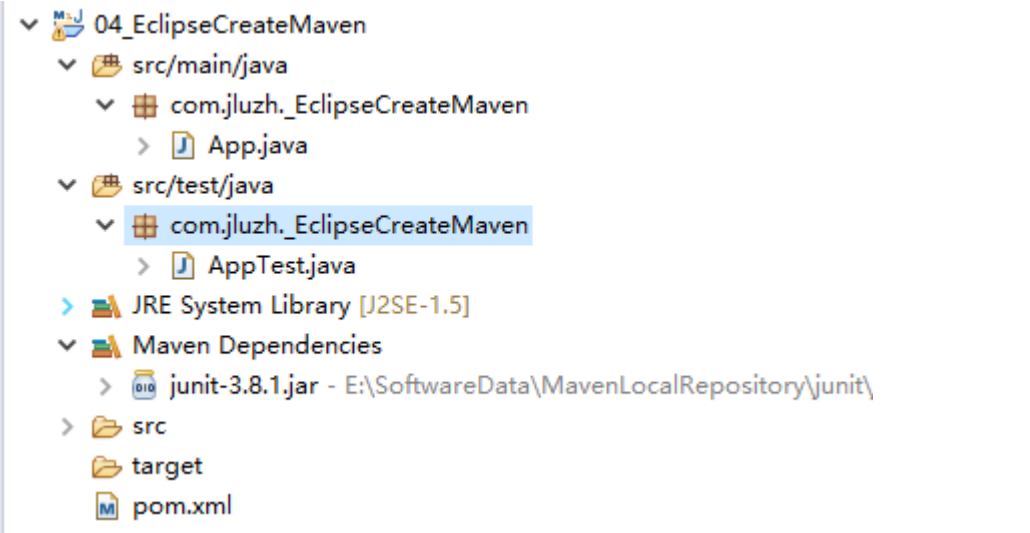 04_EclipseCreateMaven
src/main/java
com.jluzh._EclipseCreateMaven
App.java
src/test/java
com.jluzh._EclipseCreateMaven
AppTest.java
JRE System Library [J2SE-1.5]
Maven Dependencies
junit-3.8.1.jar - E:\SoftwareData\MavenLocalRepository\junit\
src
target
pom.xml